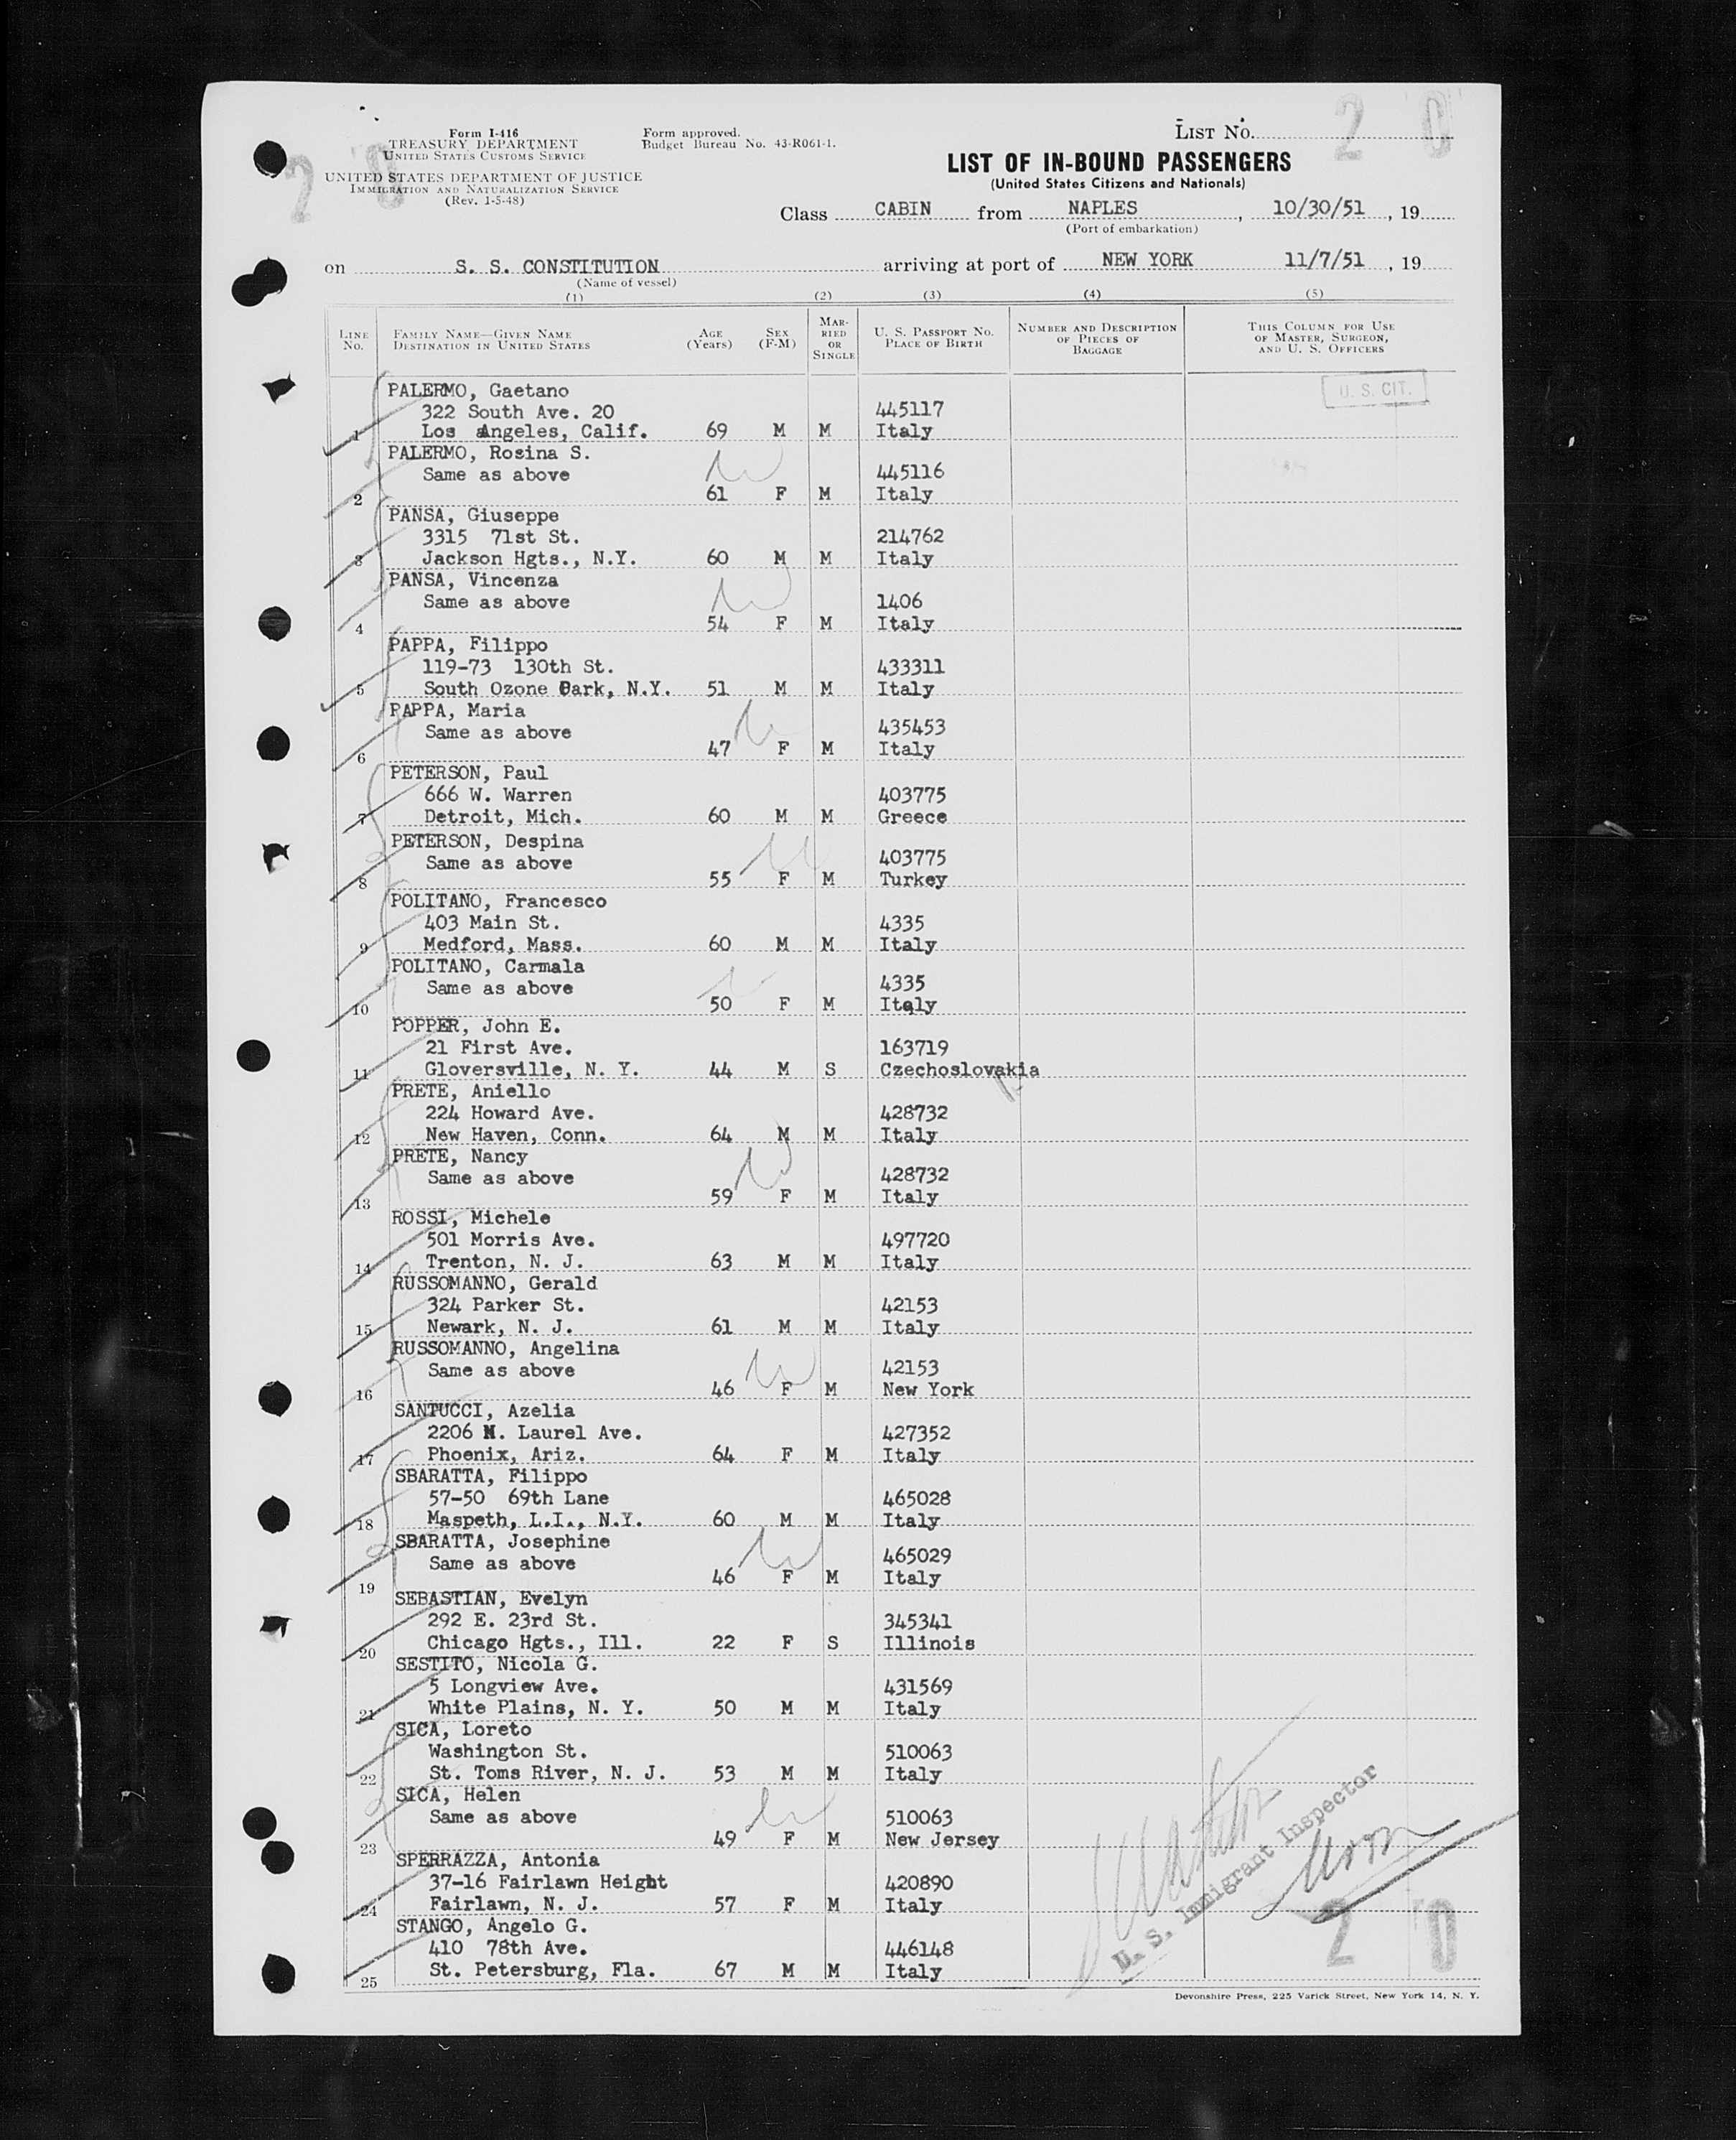 Form I-416
TREASURY DEPARTMENT
UNITED STATES CUSTOMS SERVICE
UNITED STATES DEPARTMENT OF JUSTICE
IMMIGRATION AND NATURALIZATION SERVICE
(Rev. 1-5-48)
Form approved.
Budget Bureau No. 43-R061-1.
LIST NO. 2 0
2 0
LIST OF IN-BOUND PASSENGERS
(United States Citizens and Nationals)
Class CABIN from NAPLES, 10/30/51, 19
(Port of embarkation)
on S. S. CONSTITUTION arriving at port of NEW YORK 11/7/51, 19
(Name of vessel)
(1) (2) (3) (4) (5)
LINE NO. FAMILY NAME—GIVEN NAME DESTINATION IN UNITED STATES AGE (Years) SEX (F-M) MARRIED OR SINGLE U. S. PASSPORT NO. PLACE OF BIRTH NUMBER AND DESCRIPTION OF PIECES OF BAGGAGE THIS COLUMN FOR USE OF MASTER, SURGEON, AND U. S. OFFICERS
U. S. CIT.
PALERMO, Gaetano
322 South Ave. 20 445117
1 Los Angeles, Calif. 69 M M Italy
PALERMO, Rosina S.
Same as above 445116
2 61 F M Italy
PANSA, Giuseppe
3315 71st St. 214762
3 Jackson Hgts., N.Y. 60 M M Italy
PANSA, Vincenza
Same as above 1406
4 54 F M Italy
PAPPA, Filippo
119-73 130th St. 433311
5 South Ozone Park, N.Y. 51 M M Italy
PAPPA, Maria
Same as above 435453
6 47 F M Italy
PETERSON, Paul
666 W. Warren 403775
7 Detroit, Mich. 60 M M Greece
PETERSON, Despina
Same as above 403775
8 55 F M Turkey
POLITANO, Francesco
403 Main St. 4335
9 Medford, Mass. 60 M M Italy
POLITANO, Carmala
Same as above 4335
10 50 F M Italy
POPPER, John E.
21 First Ave. 163719
11 Gloversville, N. Y. 44 M S Czechoslovakia
PRETE, Aniello
224 Howard Ave. 428732
12 New Haven, Conn. 64 M M Italy
PRETE, Nancy
Same as above 428732
13 59 F M Italy
ROSSI, Michele
501 Morris Ave. 497720
14 Trenton, N. J. 63 M M Italy
RUSSOMANNO, Gerald
324 Parker St. 42153
15 Newark, N. J. 61 M M Italy
RUSSOMANNO, Angelina
Same as above 42153
16 46 F M New York
SANTUCCI, Azelia
2206 N. Laurel Ave. 427352
17 Phoenix, Ariz. 64 F M Italy
SBARATTA, Filippo
57-50 69th Lane 465028
18 Maspeth, L.I., N.Y. 60 M M Italy
SBARATTA, Josephine
Same as above 465029
19 46 F M Italy
SEBASTIAN, Evelyn
292 E. 23rd St. 345341
20 Chicago Hgts., Ill. 22 F S Illinois
SESTITO, Nicola G.
5 Longview Ave. 431569
21 White Plains, N. Y. 50 M M Italy
SICA, Loreto
Washington St. 510063
22 St. Toms River, N. J. 53 M M Italy
SICA, Helen
Same as above 510063
23 49 F M New Jersey
SPERRAZZA, Antonia
37-16 Fairlawn Height 420890
24 Fairlawn, N. J. 57 F M Italy
STANGO, Angelo G.
410 78th Ave. 446148
25 St. Petersburg, Fla. 67 M M Italy
U. S. Immigrant Inspector
2 0
Devonshire Press, 225 Varick Street, New York 14, N. Y.